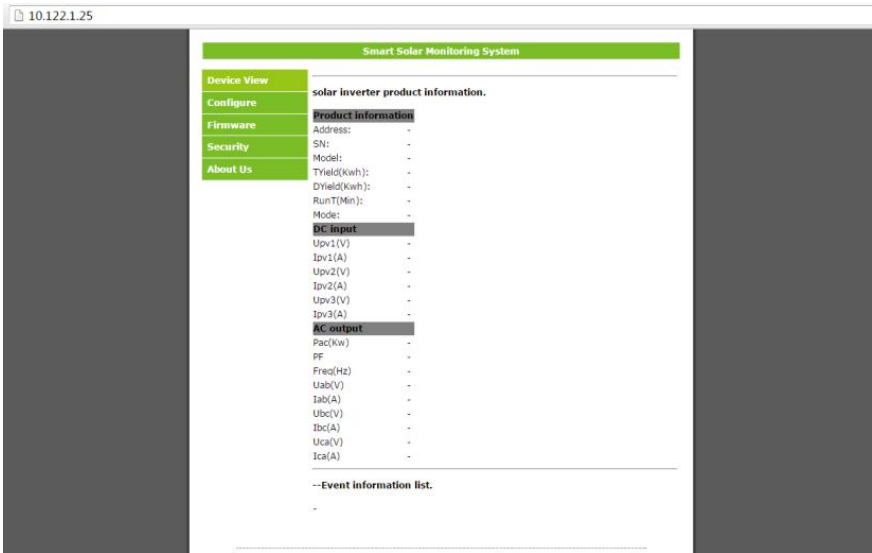 10.122.1.25
Smart Solar Monitoring System
Device View
Configure
Firmware
Security
About Us
solar inverter product information.
Product information
Address: -
SN: -
Model: -
TYield(Kwh): -
DYield(Kwh): -
RunT(Min): -
Mode: -
DC input
Upv1(V) -
Ipv1(A) -
Upv2(V) -
Ipv2(A) -
Upv3(V) -
Ipv3(A) -
AC output
Pac(Kw) -
PF -
Freq(Hz) -
Uab(V) -
Iab(A) -
Ubc(V) -
Ibc(A) -
Uca(V) -
Ica(A) -
--Event information list.
-